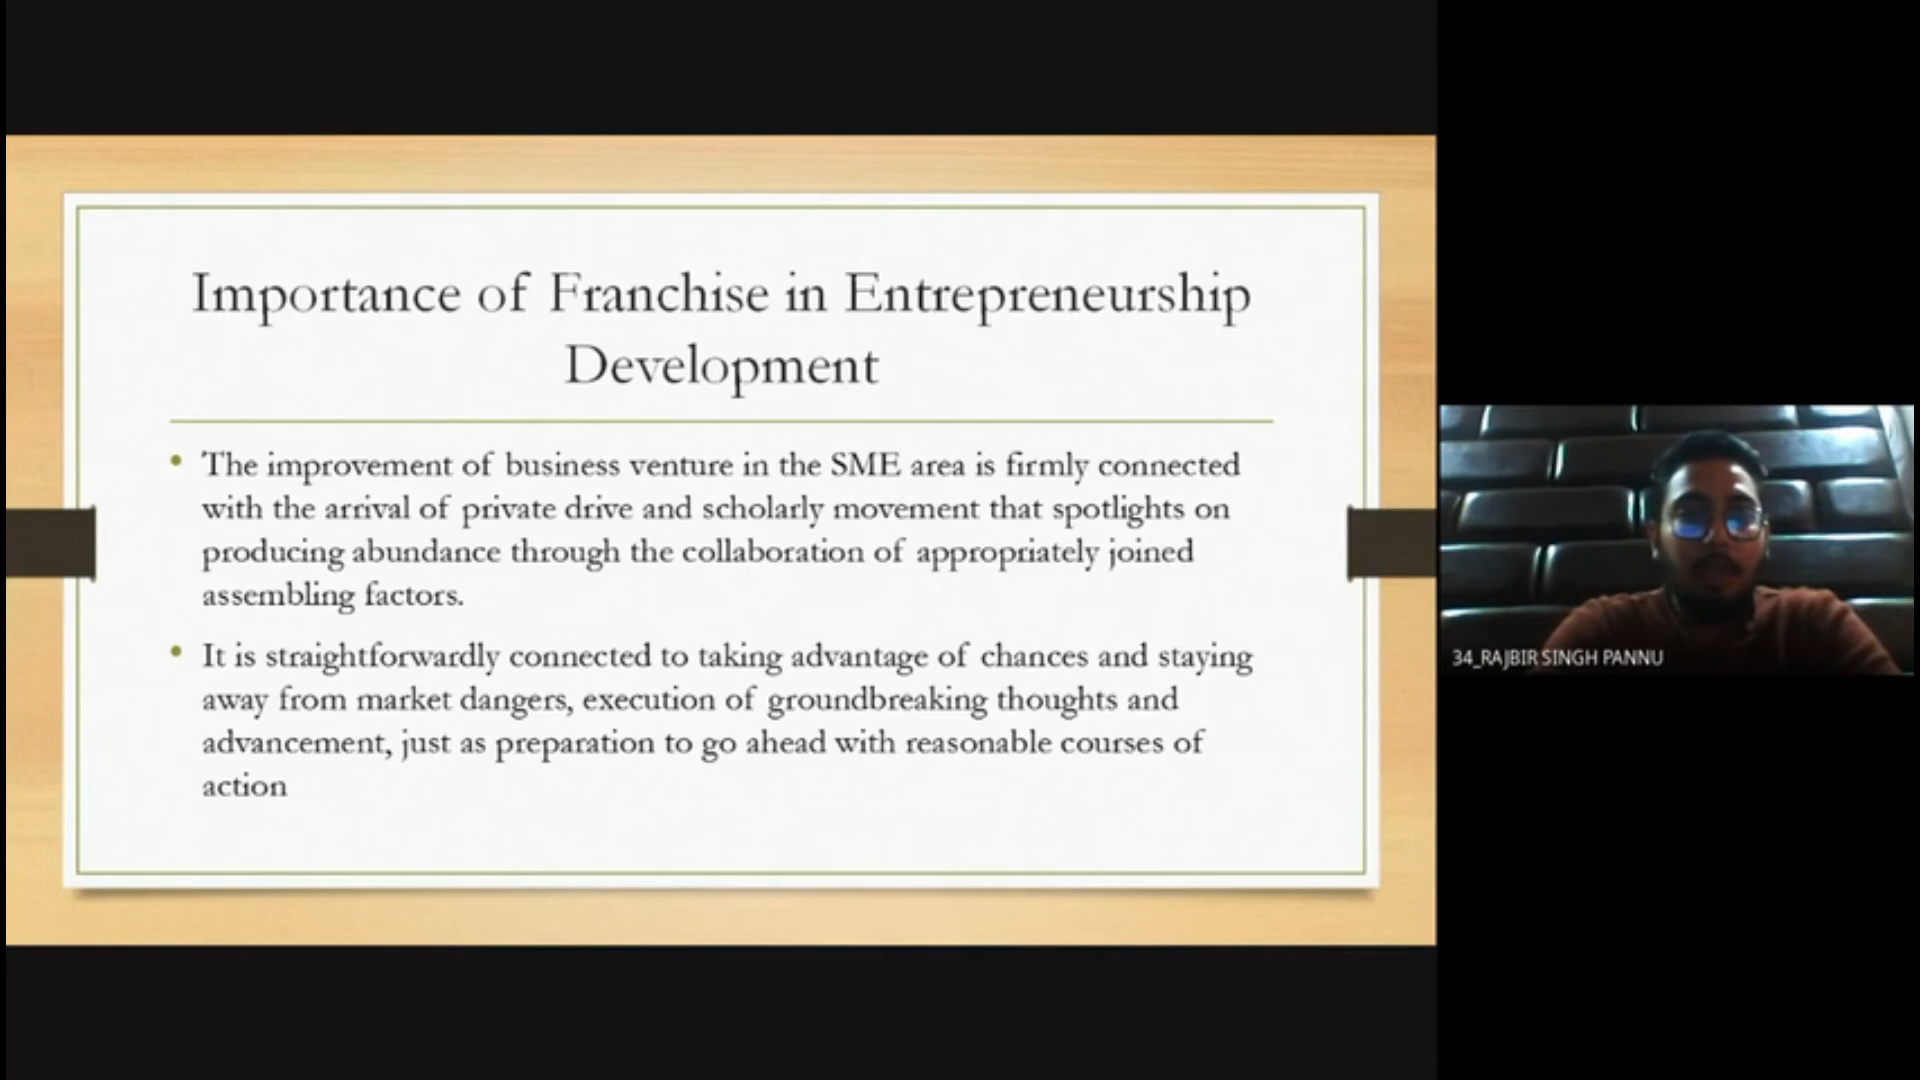 Importance of Franchise in Entrepreneurship
Development
• The improvement of business venture in the SME area is firmly connected
with the arrival of private drive and scholarly movement that spotlights on
producing abundance through the collaboration of appropriately joined
assembling factors.
• It is straightforwardly connected to taking advantage of chances and staying
away from market dangers, execution of groundbreaking thoughts and
advancement, just as preparation to go ahead with reasonable courses of
action
34_RAJBIR SINGH PANNU